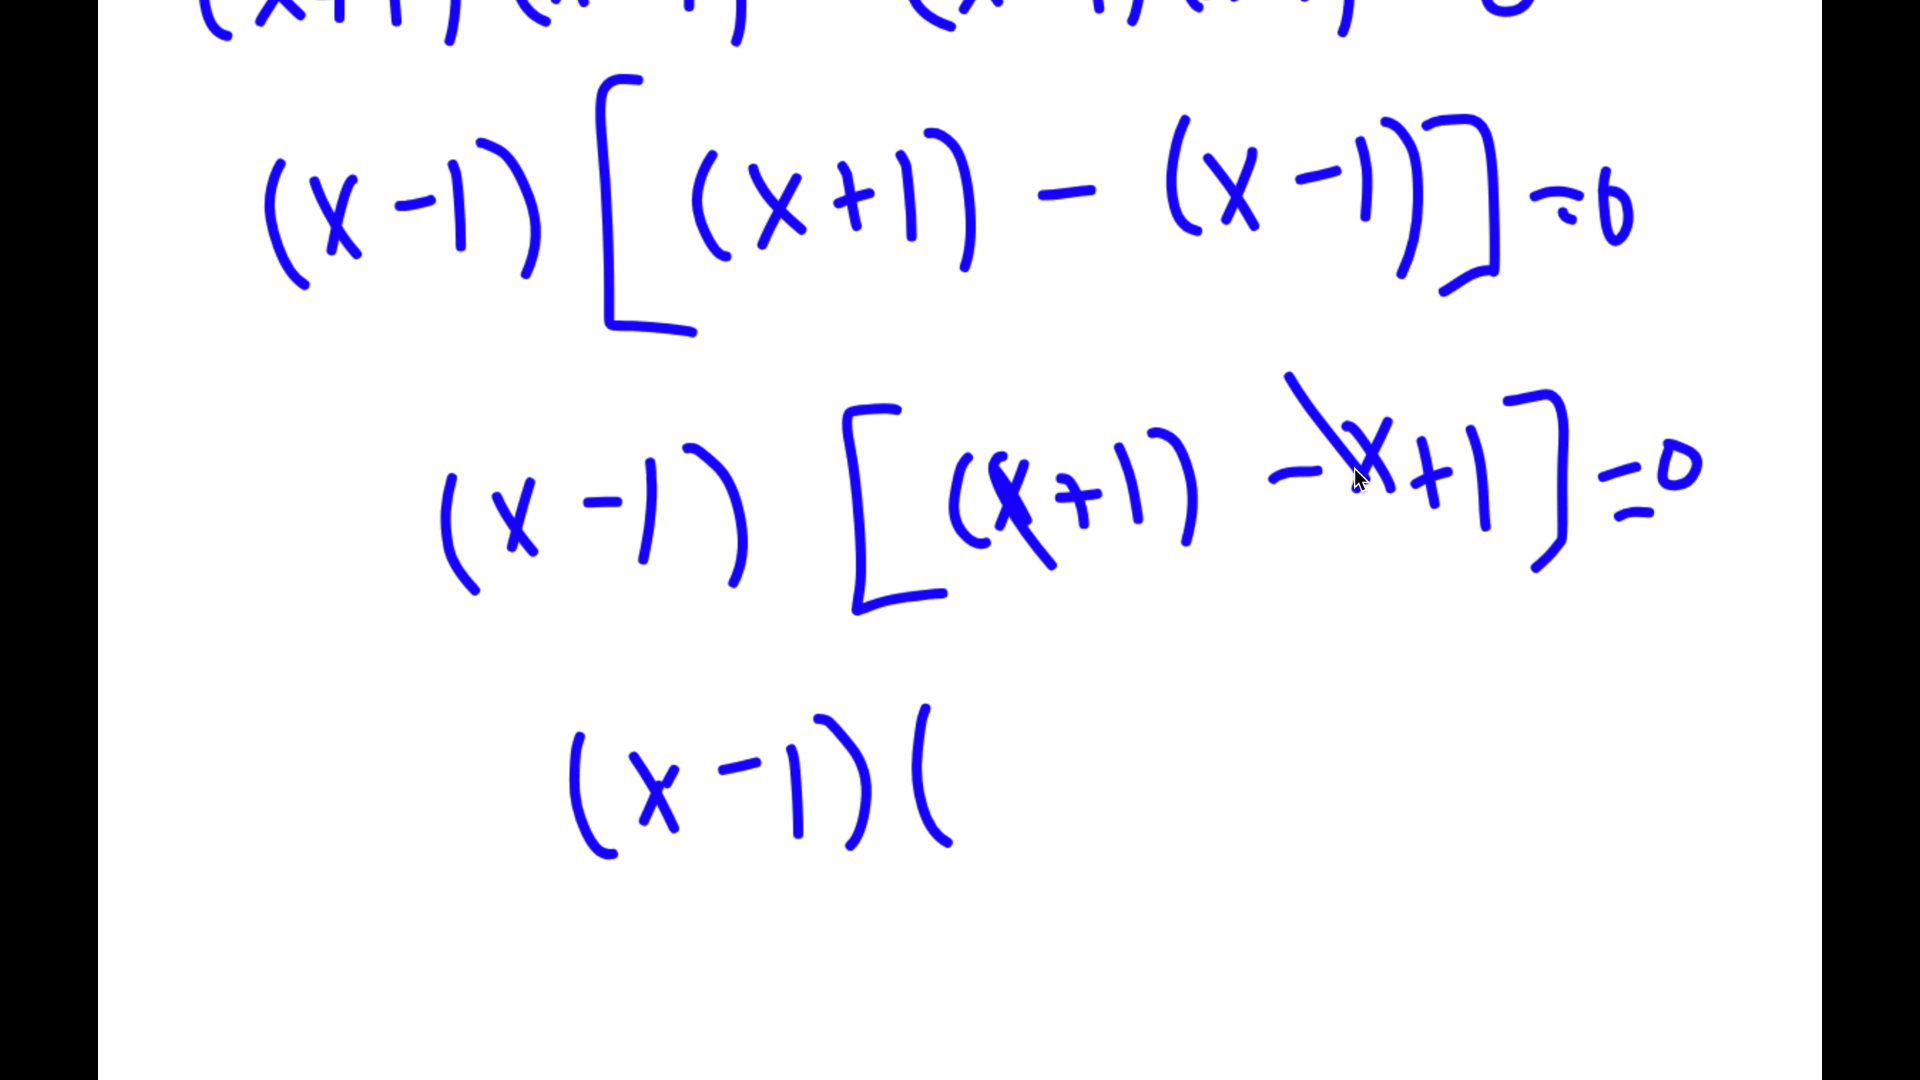 (x-1) [(x+1) - (x-1)] = 0
(x-1) [(x+1) - x+1] = 0
(x-1)(